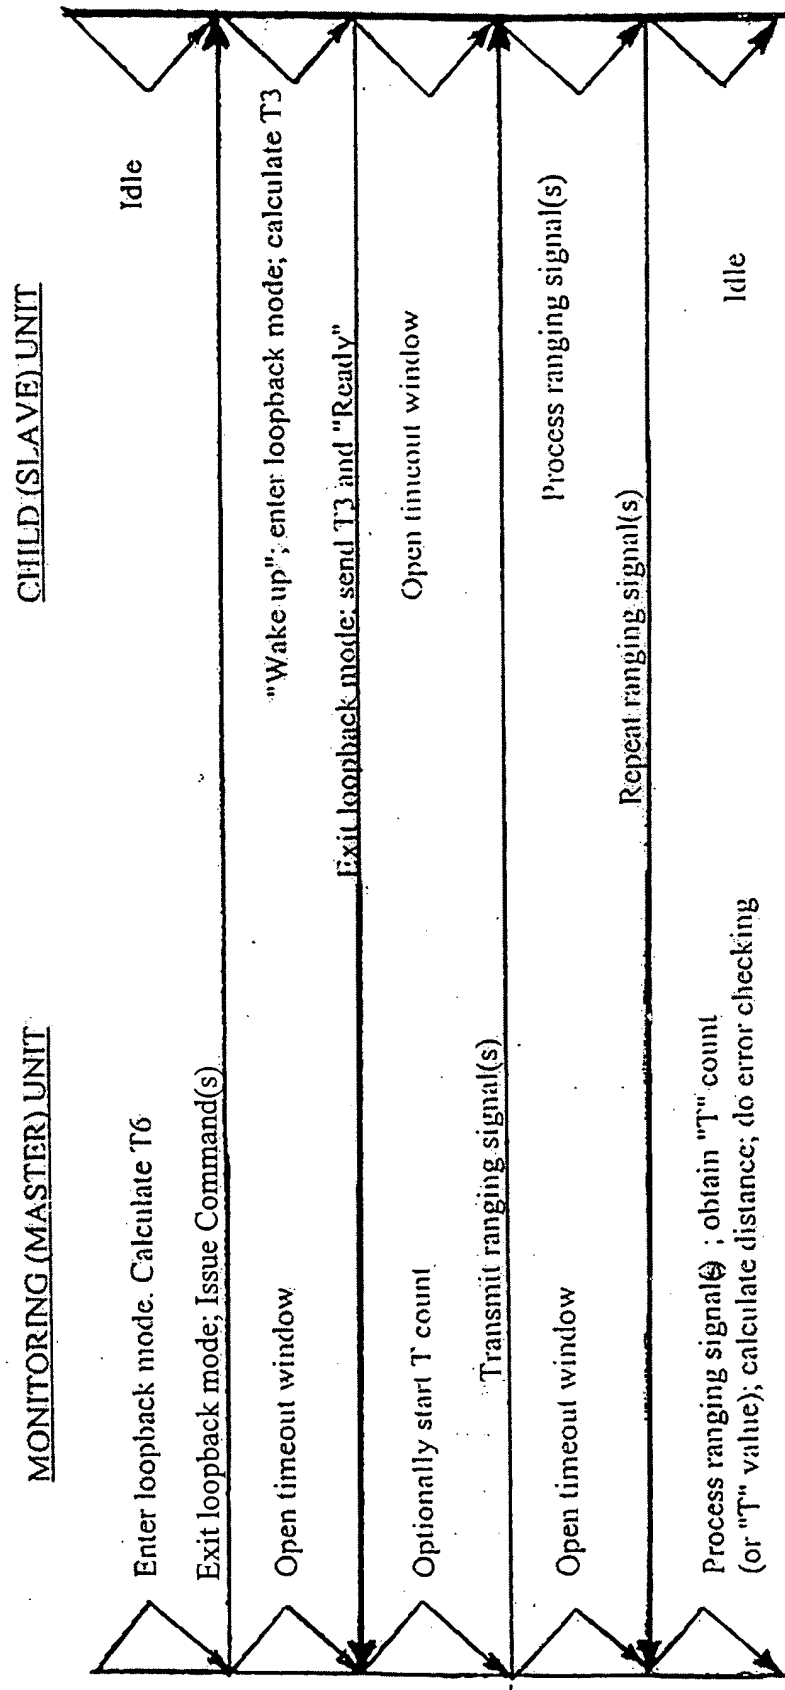 MONITORING (MASTER) UNIT
CHILD (SLAVE) UNIT
Enter loopback mode. Calculate T6
Idle
Exit loopback mode; Issue Command(s)
Open timeout window
"Wake up"; enter loopback mode; calculate T3
Exit loopback mode; send T3 and "Ready"
Optionally start T count
Open timeout window
Transmit ranging signal(s)
Open timeout window
Process ranging signal(s)
Repeat ranging signal(s)
Process ranging signal(s) ; obtain "T" count
(or "T" value); calculate distance; do error checking
Idle